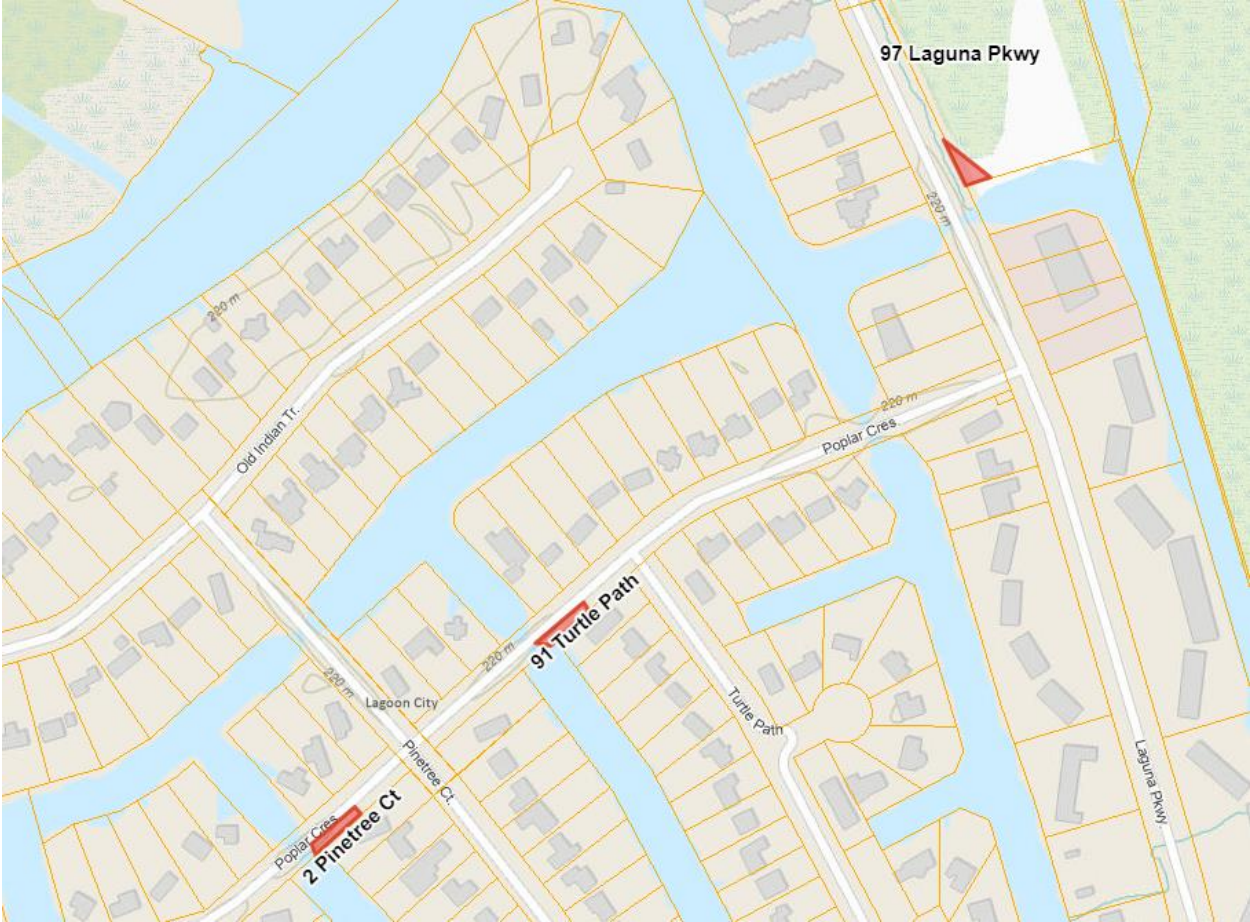 97 Laguna Pkwy
220 m
220 m
220 m
Poplar Cres.
Old Indian Tr.
91 Turtle Path
220 m
220 m
Lagoon City
Turtle Path
Pinetree Ct.
Laguna Pkwy.
Poplar Cres.
2 Pinetree Ct